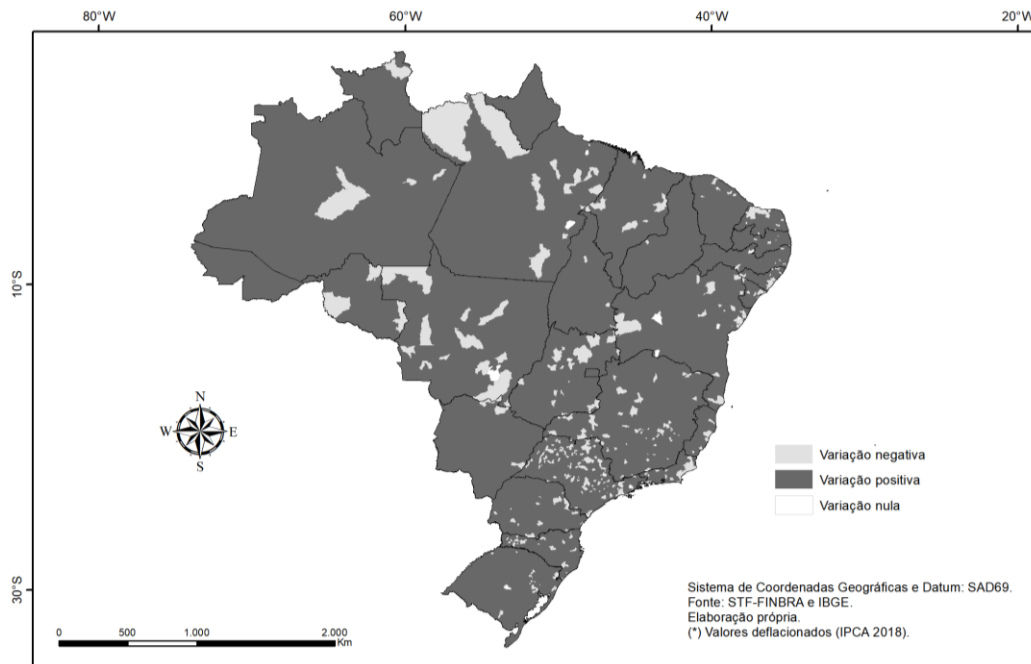 80°W 60°W 40°W 20°W
10°S
30°S
N
W E
S
Variação negativa
Variação positiva
Variação nula
Sistema de Coordenadas Geográficas e Datum: SAD69.
Fonte: STF-FINBRA e IBGE.
Elaboração própria.
(*) Valores deflacionados (IPCA 2018).
0 500 1.000 2.000
Km